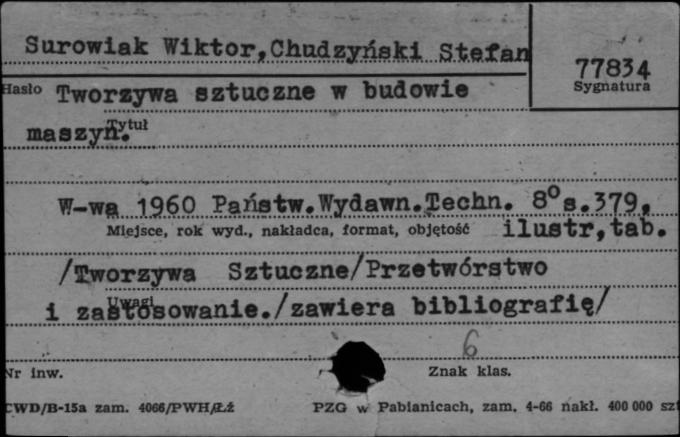 Surowiak Wiktor,Chudzyński Stefan
77834
Sygnatura
Hasło Tworzywa sztuczne w budowie
Tytuł
maszyn.
W-wa 1960 Państw.Wydawn.Techn. 8° s.379,
Miejsce, rok wyd., nakładca, format, objętość ilustr,tab.
/Tworzywa Sztuczne/Przetwórstwo
Uwagi
i zastosowanie./zawiera bibliografię/
6
Nr inw.
Znak klas.
CWD/B-15a zam. 4066/PWH/Łź PZG w Pabianicach, zam. 4-66 nakł. 400 000 szt